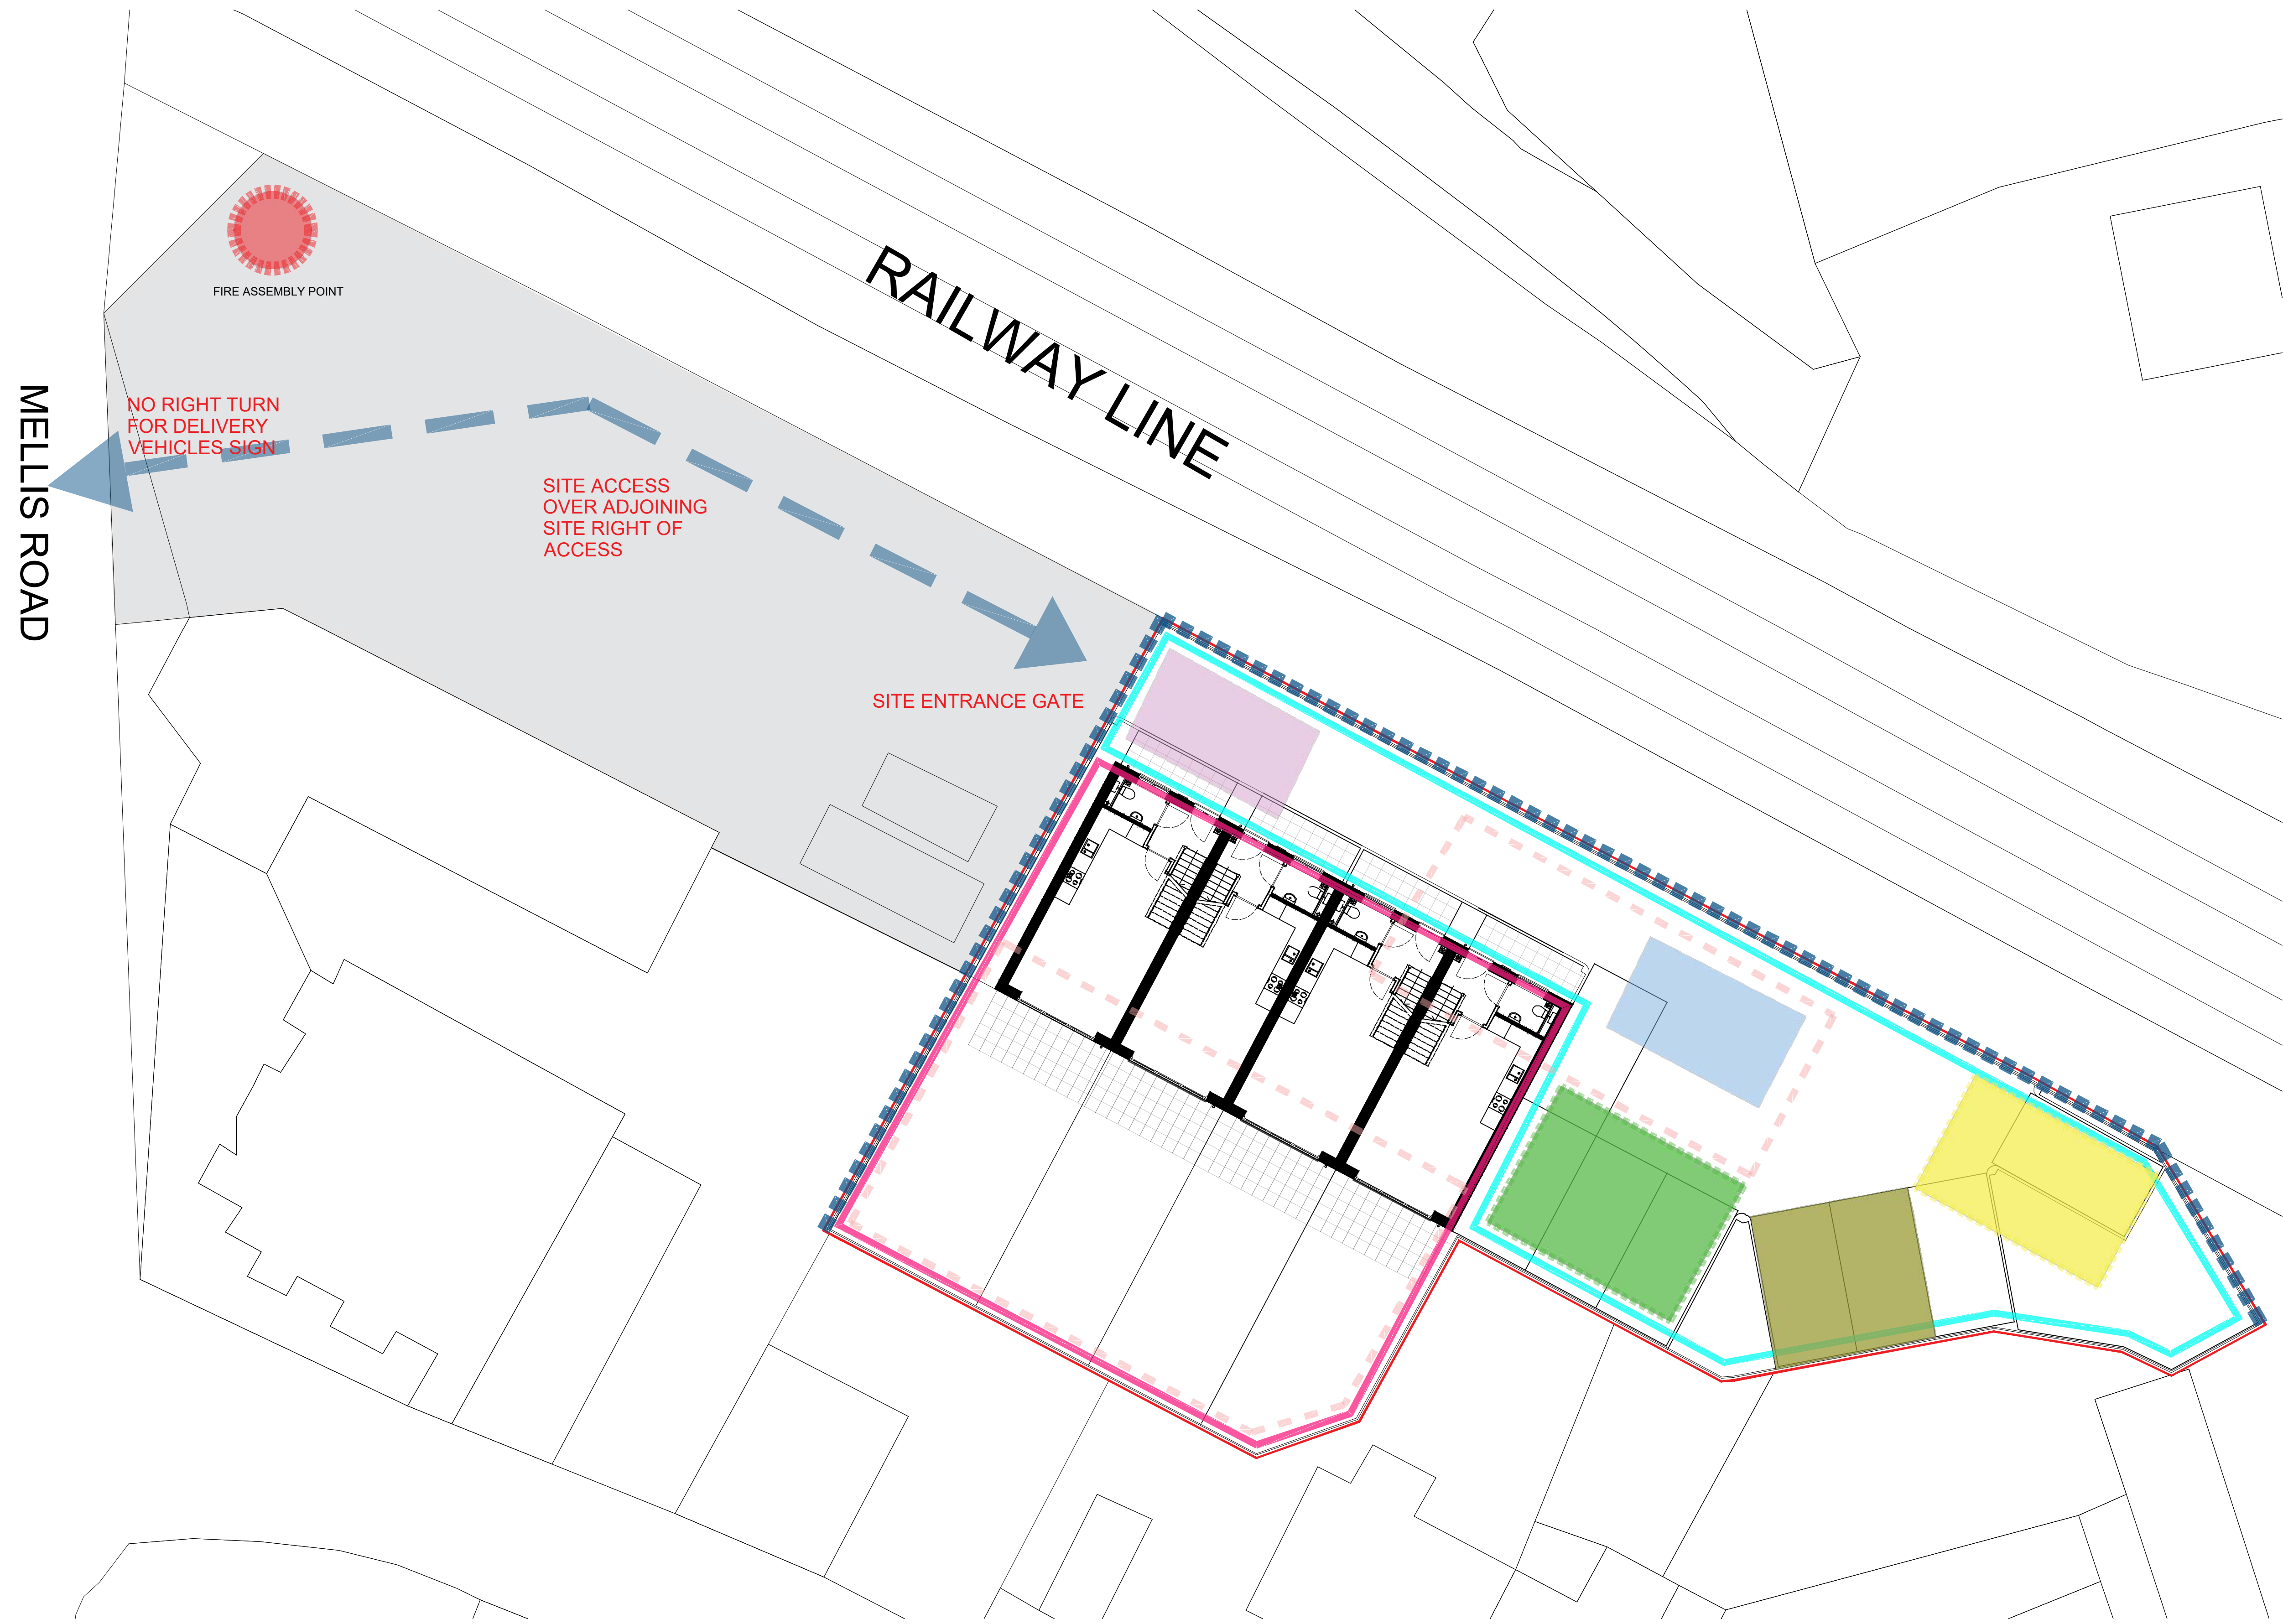 FIRE ASSEMBLY POINT
RAILWAY LINE
MELLIS ROAD
NO RIGHT TURN
FOR DELIVERY
VEHICLES SIGN
SITE ACCESS
OVER ADJOINING
SITE RIGHT OF
ACCESS
SITE ENTRANCE GATE